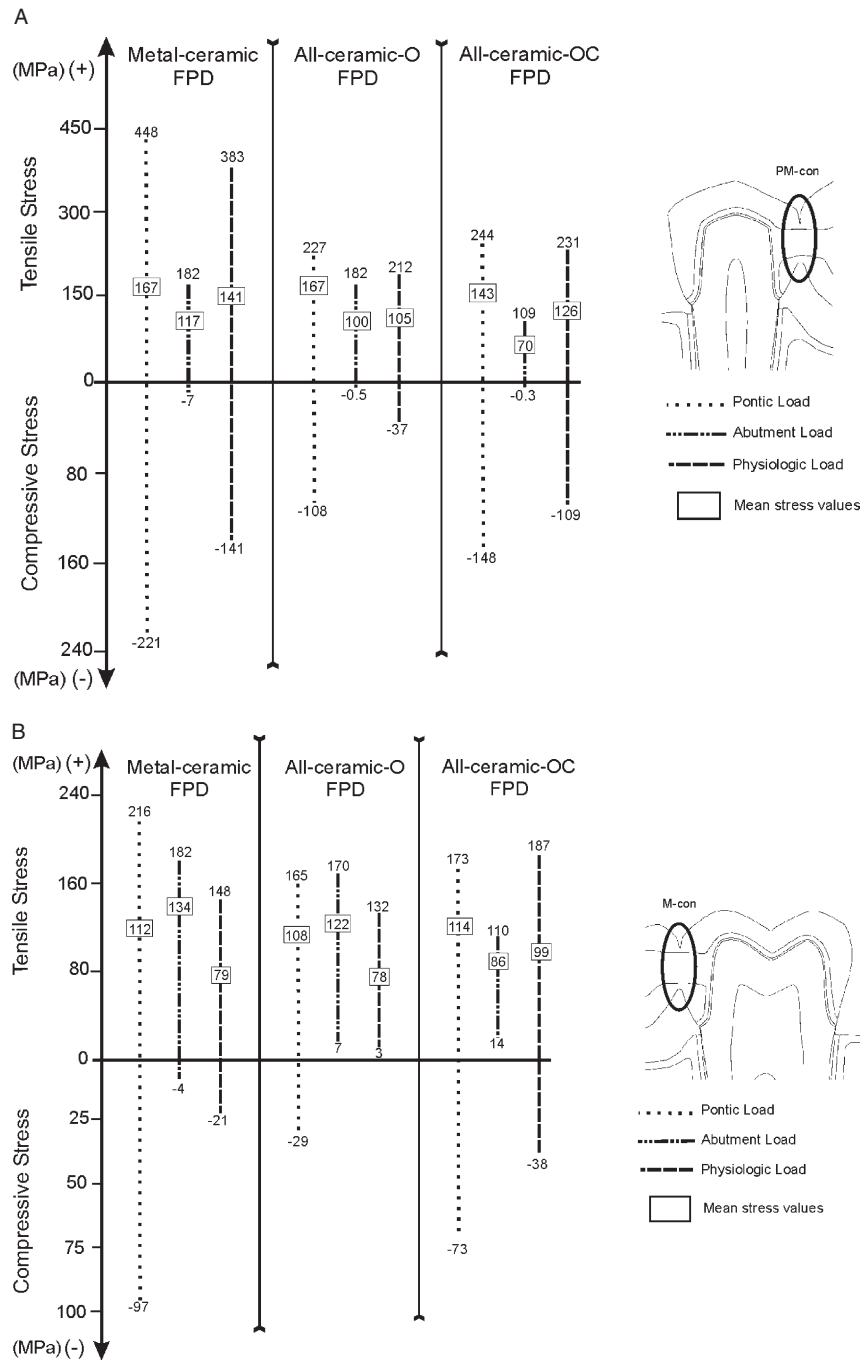 A
(MPa) (+)
Metal-ceramic
FPD
All-ceramic-O
FPD
All-ceramic-OC
FPD
Tensile Stress
Compressive Stress
450
300
150
0
80
160
240
(MPa) (-)
448
167
-221
182
117
-7
383
141
-141
227
167
-108
182
100
-0.5
212
105
-37
244
143
-148
109
70
-0.3
231
126
-109
PM-con
Pontic Load
Abutment Load
Physiologic Load
Mean stress values
B
(MPa) (+)
Metal-ceramic
FPD
All-ceramic-O
FPD
All-ceramic-OC
FPD
Tensile Stress
Compressive Stress
240
160
80
0
25
50
75
100
(MPa) (-)
216
112
-97
182
134
-4
148
79
-21
165
108
-29
170
122
7
132
78
3
173
114
-73
110
86
14
187
99
-38
M-con
Pontic Load
Abutment Load
Physiologic Load
Mean stress values